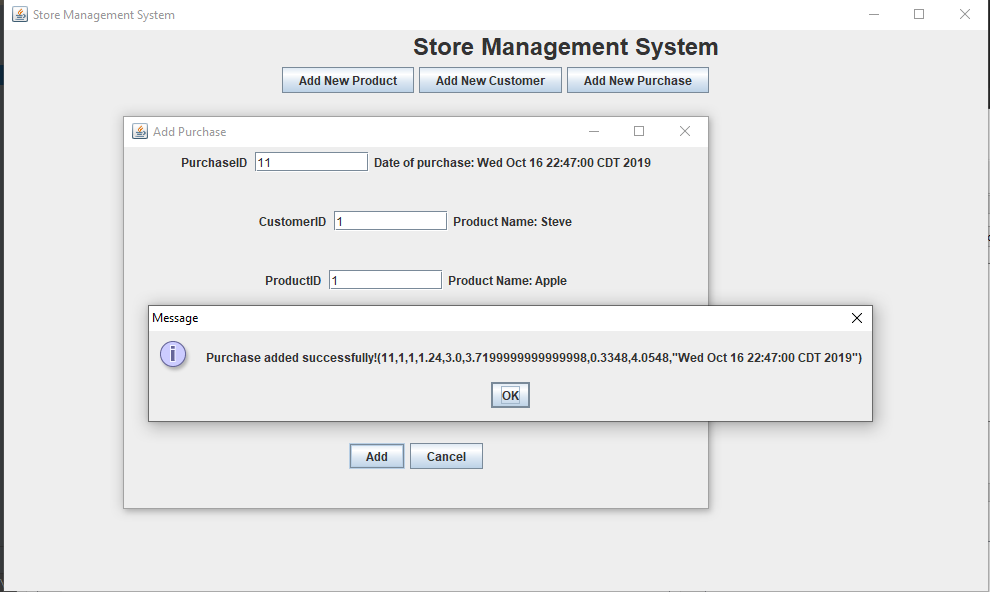 Store Management System
Store Management System
Add New Product Add New Customer Add New Purchase
Add Purchase
PurchaseID 11 Date of purchase: Wed Oct 16 22:47:00 CDT 2019
CustomerID 1 Product Name: Steve
ProductID 1 Product Name: Apple
Message
Purchase added successfully!(11,1,1,1.24,3.0,3.7199999999999998,0.3348,4.0548,"Wed Oct 16 22:47:00 CDT 2019")
OK
Add Cancel